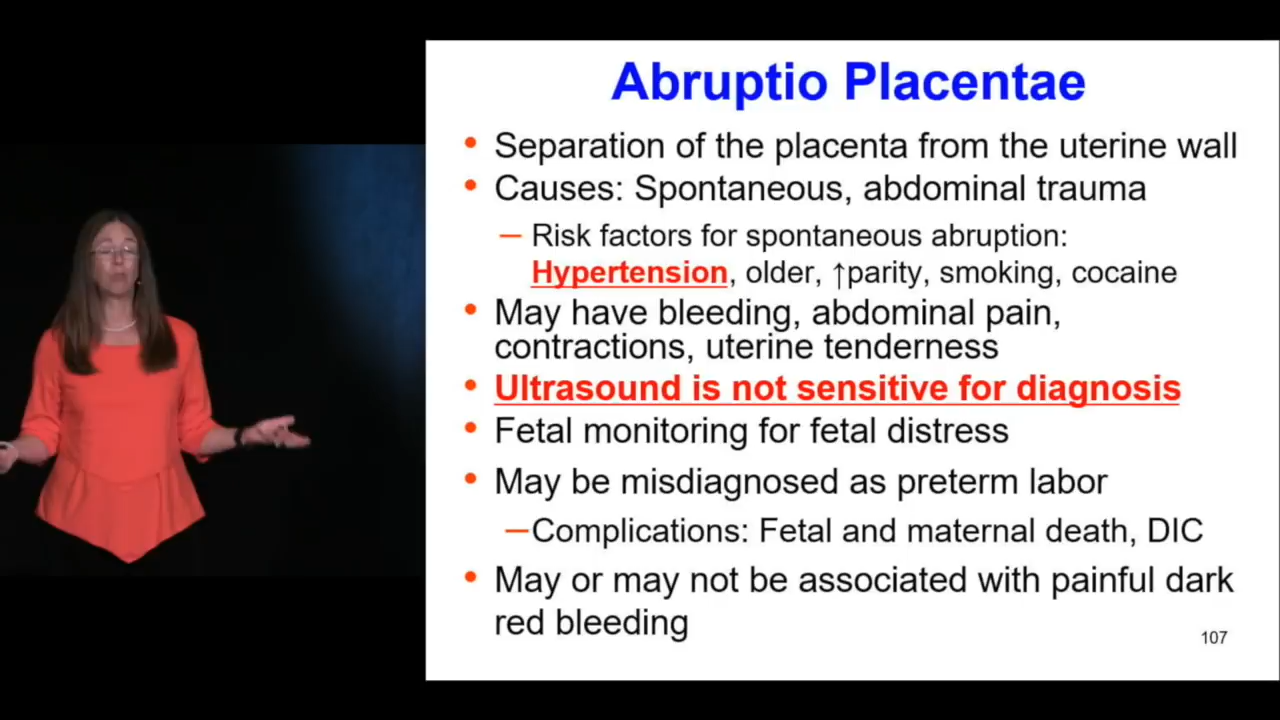 Abruptio Placentae
• Separation of the placenta from the uterine wall
• Causes: Spontaneous, abdominal trauma
– Risk factors for spontaneous abruption:
Hypertension, older, ↑parity, smoking, cocaine
• May have bleeding, abdominal pain,
contractions, uterine tenderness
• Ultrasound is not sensitive for diagnosis
• Fetal monitoring for fetal distress
• May be misdiagnosed as preterm labor
–Complications: Fetal and maternal death, DIC
• May or may not be associated with painful dark
red bleeding
107